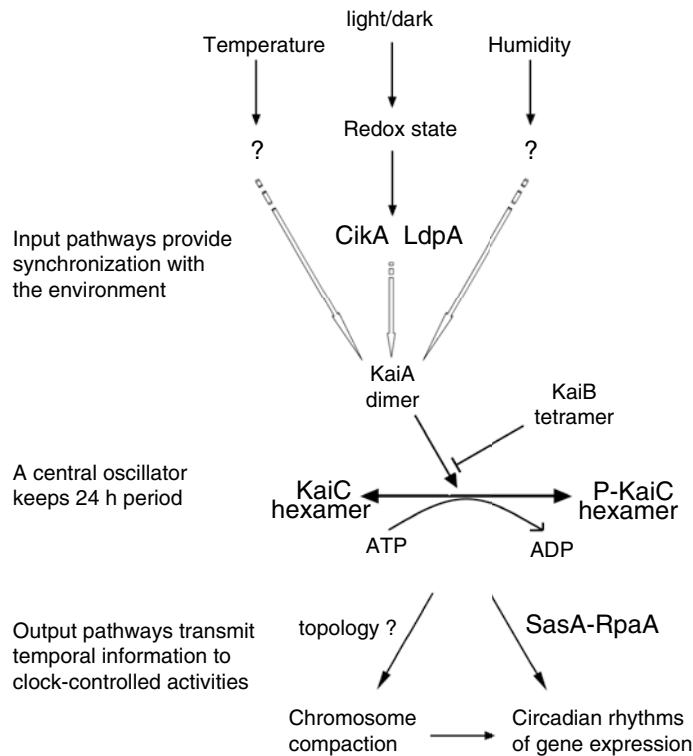 light/dark
Temperature
Humidity
Redox state
?
?
CikA LdpA
Input pathways provide
synchronization with
the environment
KaiA
dimer
KaiB
tetramer
A central oscillator
keeps 24 h period
KaiC
hexamer
P-KaiC
hexamer
ATP
ADP
Output pathways transmit
temporal information to
clock-controlled activities
topology ?
SasA-RpaA
Chromosome
compaction
Circadian rhythms
of gene expression